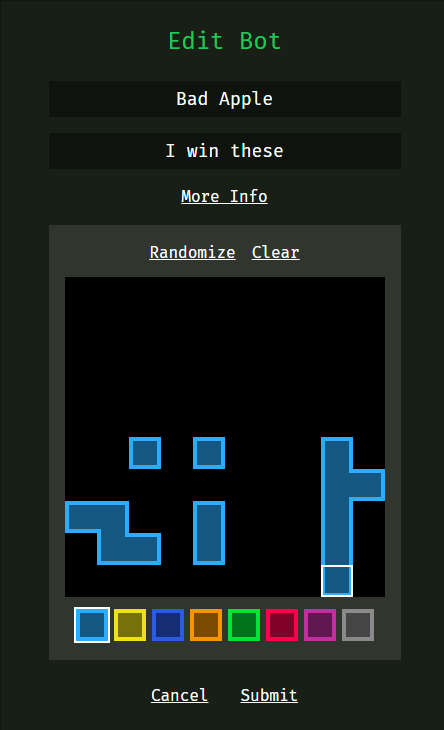 Edit Bot
Bad Apple
I win these
More Info
Randomize Clear
Cancel Submit